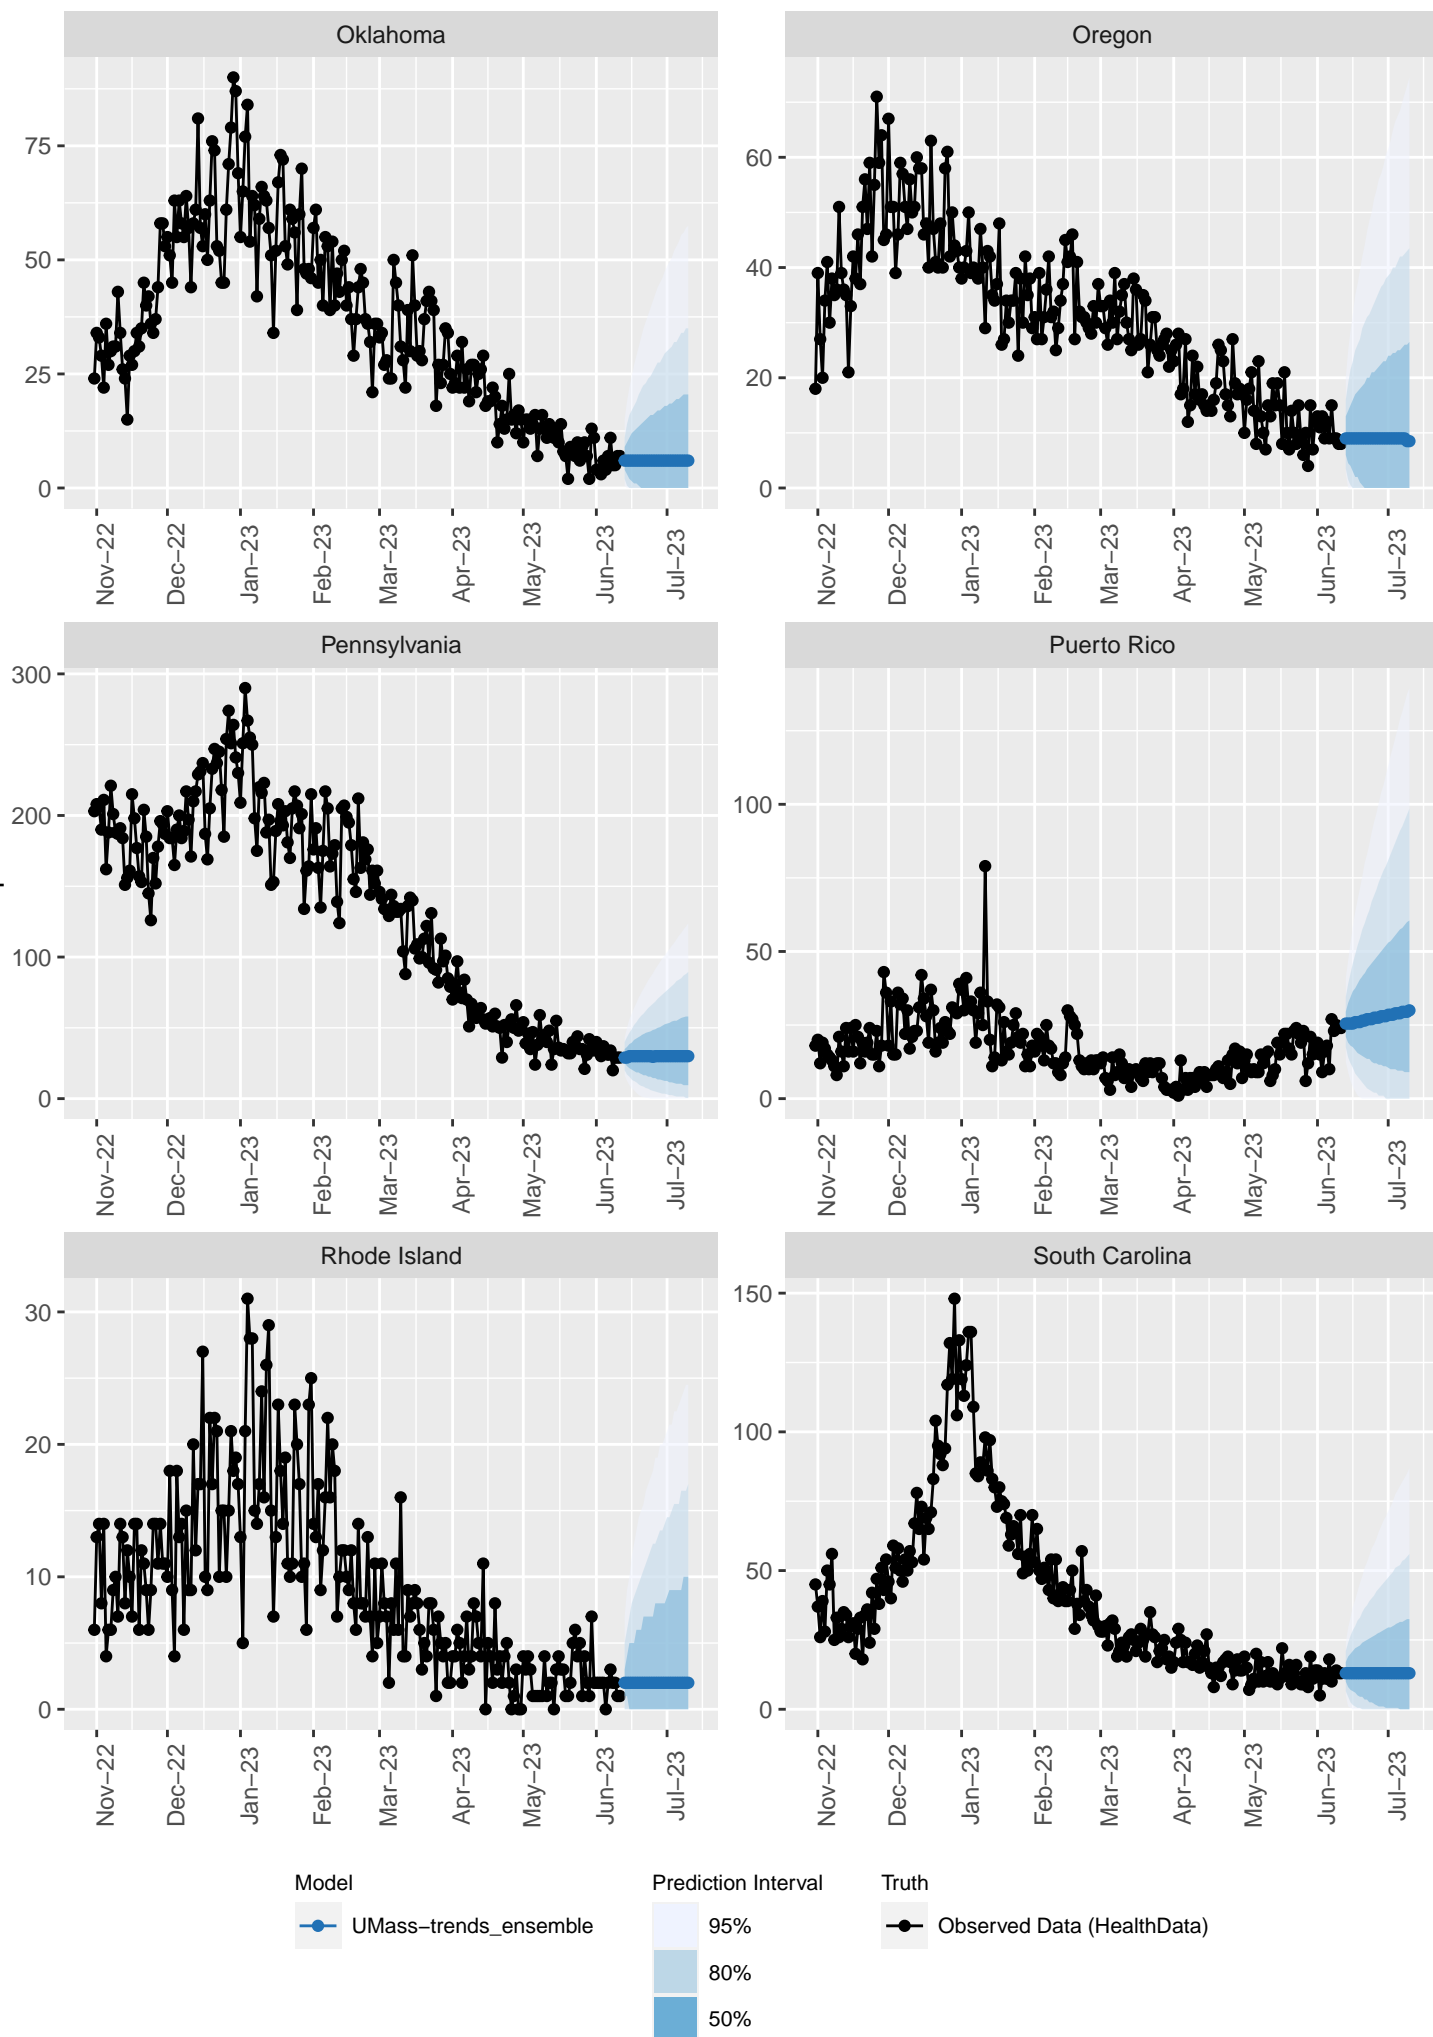 Oklahoma
Oregon
75
50
25
0
60
40
20
0
Nov−22
Dec−22
Jan−23
Feb−23
Mar−23
Apr−23
May−23
Jun−23
Jul−23
Nov−22
Dec−22
Jan−23
Feb−23
Mar−23
Apr−23
May−23
Jun−23
Jul−23
Pennsylvania
Puerto Rico
300
200
100
0
100
50
0
Nov−22
Dec−22
Jan−23
Feb−23
Mar−23
Apr−23
May−23
Jun−23
Jul−23
Nov−22
Dec−22
Jan−23
Feb−23
Mar−23
Apr−23
May−23
Jun−23
Jul−23
Rhode Island
South Carolina
30
20
10
0
150
100
50
0
Nov−22
Dec−22
Jan−23
Feb−23
Mar−23
Apr−23
May−23
Jun−23
Jul−23
Nov−22
Dec−22
Jan−23
Feb−23
Mar−23
Apr−23
May−23
Jun−23
Jul−23
Model
UMass−trends_ensemble
Prediction Interval
95%
80%
50%
Truth
Observed Data (HealthData)